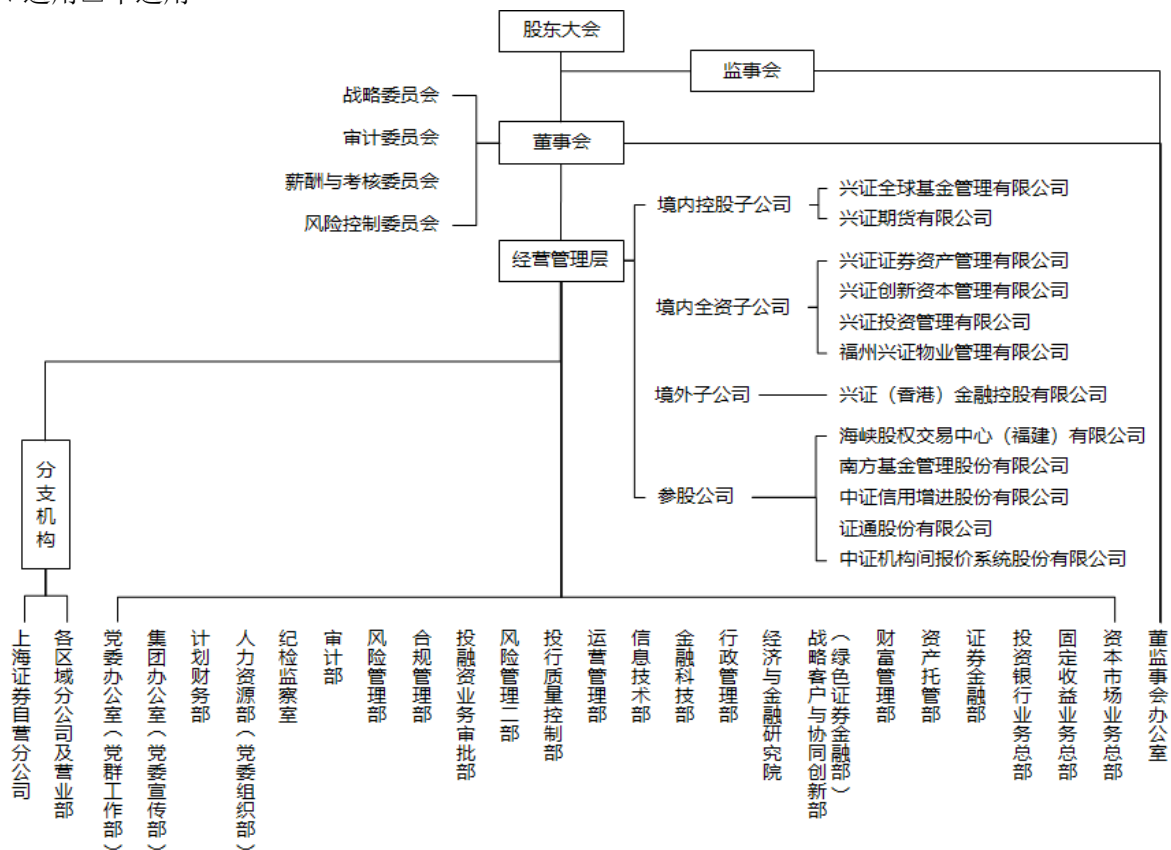 适用 不适用
股东大会
监事会
战略委员会
审计委员会
董事会
薪酬与考核委员会
风险控制委员会
经营管理层
境内控股子公司
兴证全球基金管理有限公司
兴证期货有限公司
境内全资子公司
兴证证券资产管理有限公司
兴证创新资本管理有限公司
兴证投资管理有限公司
福州兴证物业管理有限公司
境外子公司
兴证（香港）金融控股有限公司
参股公司
海峡股权交易中心（福建）有限公司
南方基金管理股份有限公司
中证信用增进股份有限公司
证通股份有限公司
中证机构间报价系统股份有限公司
分支机构
上海证券自营分公司
各区域分公司及营业部
党委办公室（党群工作部）
集团办公室（党委宣传部）
计划财务部
人力资源部（党委组织部）
纪检监察室
审计部
风险管理部
合规管理部
投融资业务审批部
风险管理二部
投行质量控制部
运营管理部
信息技术部
金融科技部
行政管理部
经济与金融研究院
战略客户与协同创新部
（绿色证券金融部）
财富管理部
资产托管部
证券金融部
投资银行业务总部
固定收益业务总部
资本市场业务总部
董监事会办公室